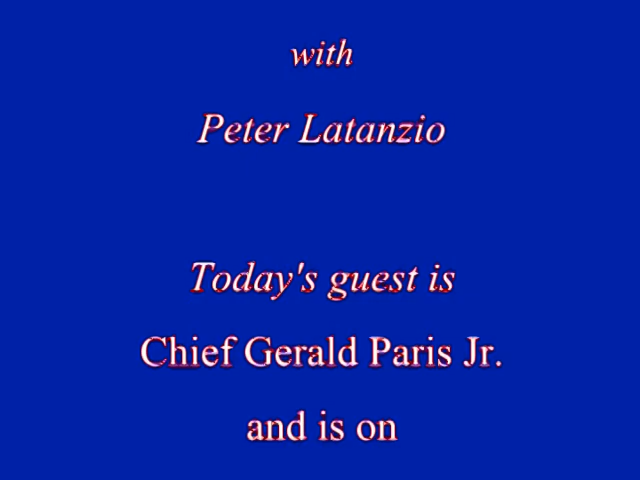 with
Peter Latanzio
Today's guest is
Chief Gerald Paris Jr.
and is on